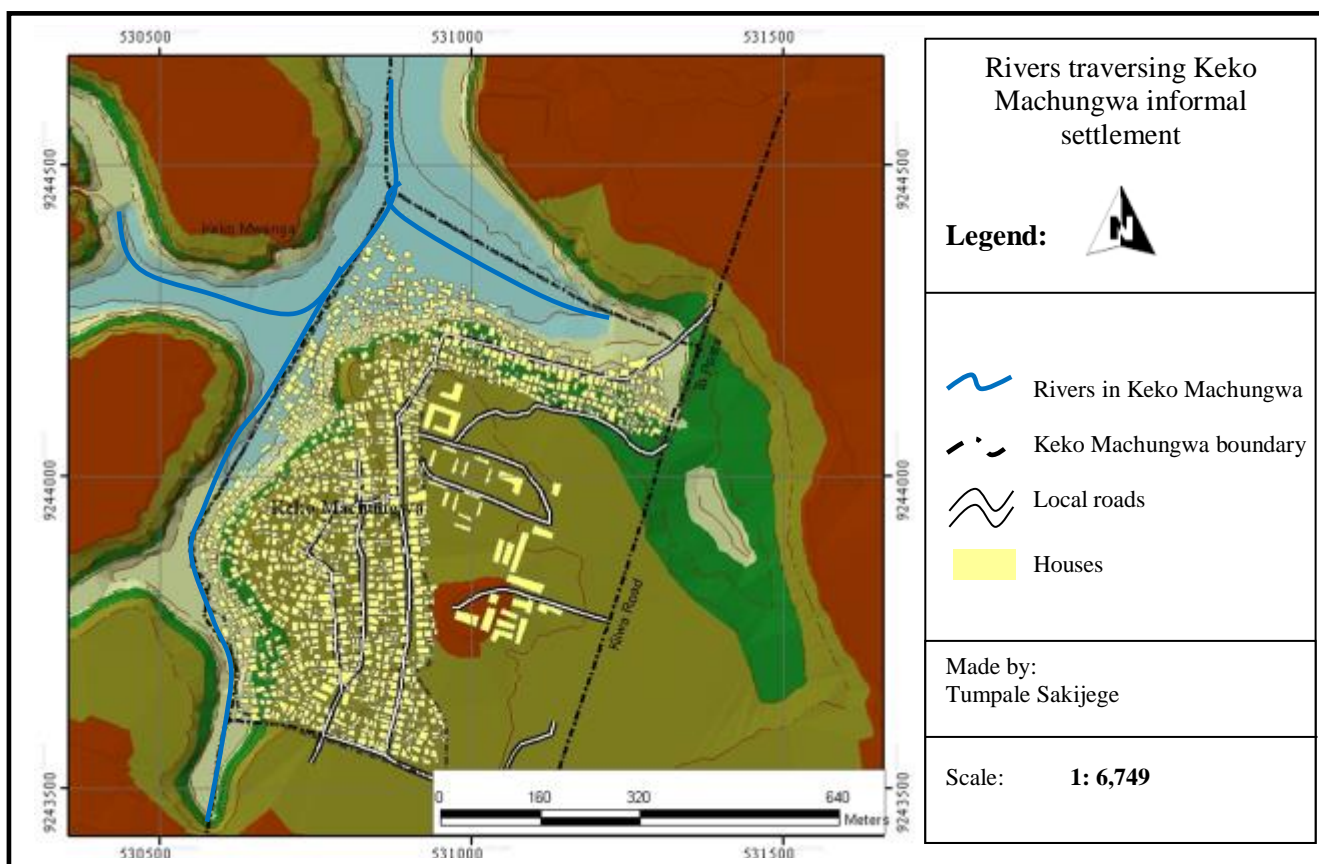 530500 531000 531500
9244500 9244500
Keko Mwanga
9244000 9244000
Keko Machungwa
Kilwa Road
0 160 320 640
Meters
9243500 9243500
530500 531000 531500
Rivers traversing Keko
Machungwa informal
settlement
N
Legend:
Rivers in Keko Machungwa
Keko Machungwa boundary
Local roads
Houses
Made by:
Tumpale Sakijege
Scale: 1: 6,749